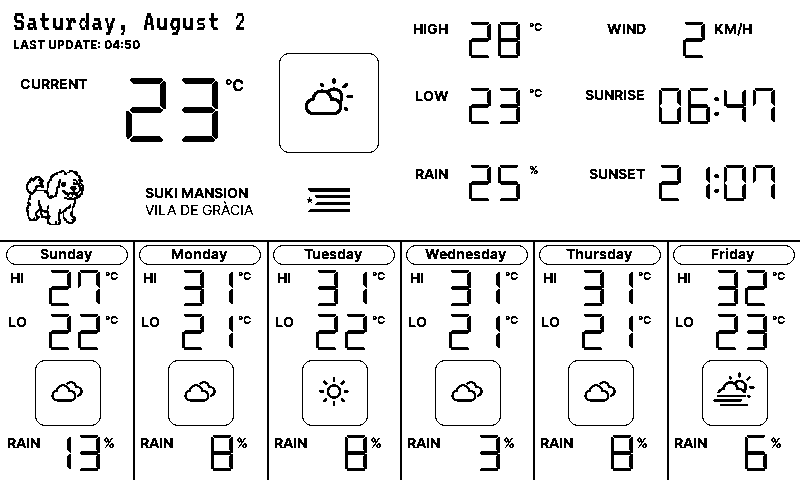 Saturday, August 2
LAST UPDATE: 04:50
CURRENT 23 °C
SUKI MANSION
VILA DE GRÀCIA
HIGH 28 °C
LOW 23 °C
RAIN 25 %
WIND 2 KM/H
SUNRISE 06:47
SUNSET 21:07
Sunday
HI 27 °C
LO 22 °C
RAIN 13 %
Monday
HI 31 °C
LO 21 °C
RAIN 8 %
Tuesday
HI 31 °C
LO 22 °C
RAIN 8 %
Wednesday
HI 31 °C
LO 21 °C
RAIN 3 %
Thursday
HI 31 °C
LO 21 °C
RAIN 8 %
Friday
HI 32 °C
LO 23 °C
RAIN 6 %